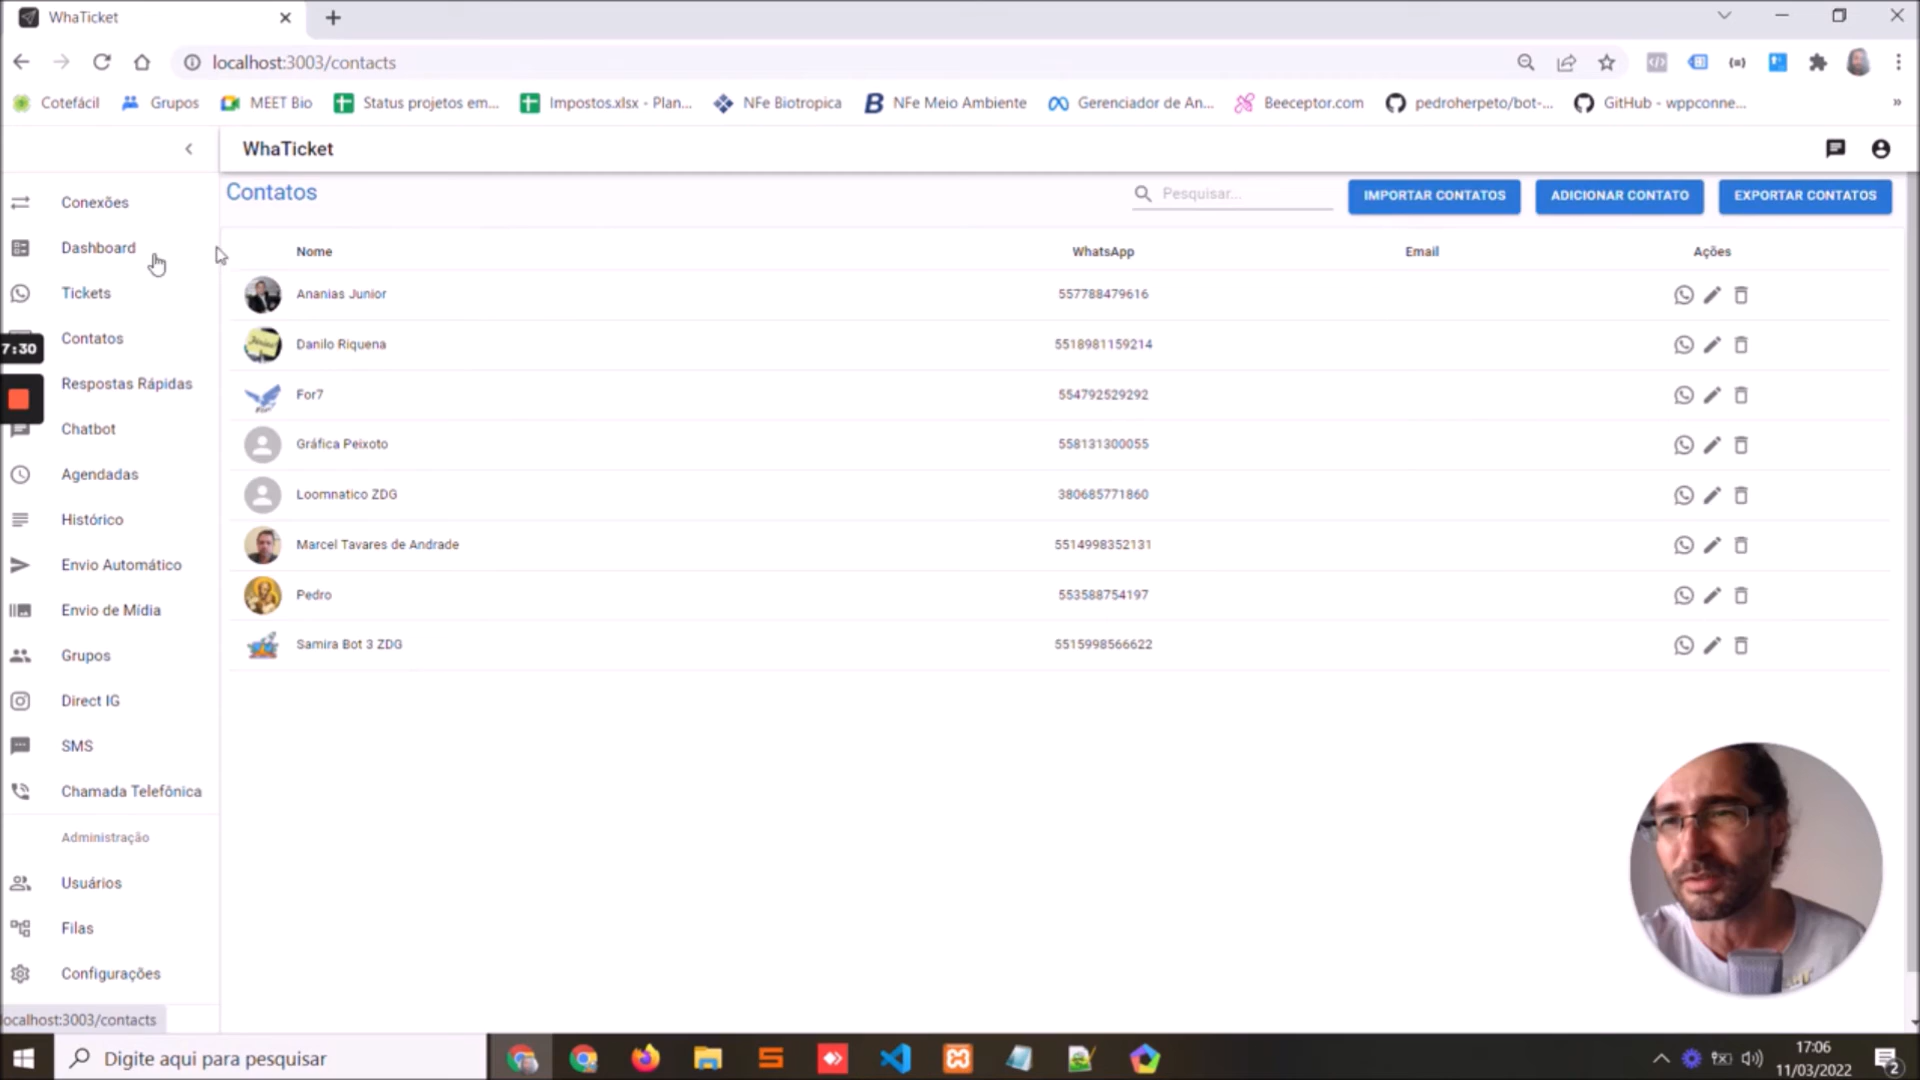 WhaTicket
localhost:3003/contacts
Cotefácil
Grupos
MEET Bio
Status projetos em...
Impostos.xlsx - Plan...
NFe Biotropica
NFe Meio Ambiente
Gerenciador de An...
Beeceptor.com
pedroherpeto/bot-...
GitHub - wppconne...
WhaTicket
Conexões
Dashboard
Tickets
Contatos
Respostas Rápidas
Chatbot
Agendadas
Histórico
Envio Automático
Envio de Mídia
Grupos
Direct IG
SMS
Chamada Telefônica
Administração
Usuários
Filas
Configurações
7:30
Contatos
Pesquisar...
IMPORTAR CONTATOS
ADICIONAR CONTATO
EXPORTAR CONTATOS
Nome WhatsApp Email Ações
Ananias Junior 557788479616
Danilo Riquena 5518981159214
For7 554792529292
Gráfica Peixoto 558131300055
Loomnatico ZDG 380685771860
Marcel Tavares de Andrade 5514998352131
Pedro 553588754197
Samira Bot 3 ZDG 5515998566622
localhost:3003/contacts
Digite aqui para pesquisar
17:06
11/03/2022
2